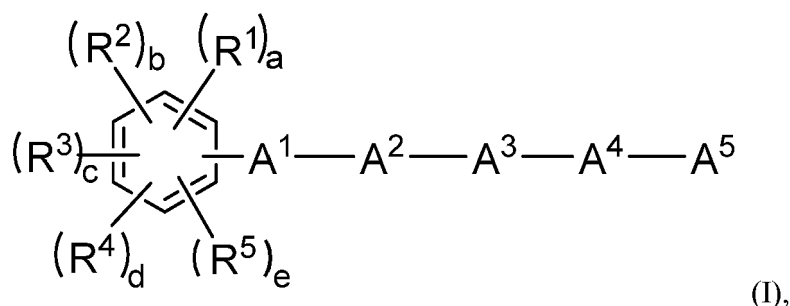 (R²)b (R¹)a
(R³)c A¹ A² A³ A⁴ A⁵
(R⁴)d (R⁵)e
(I),